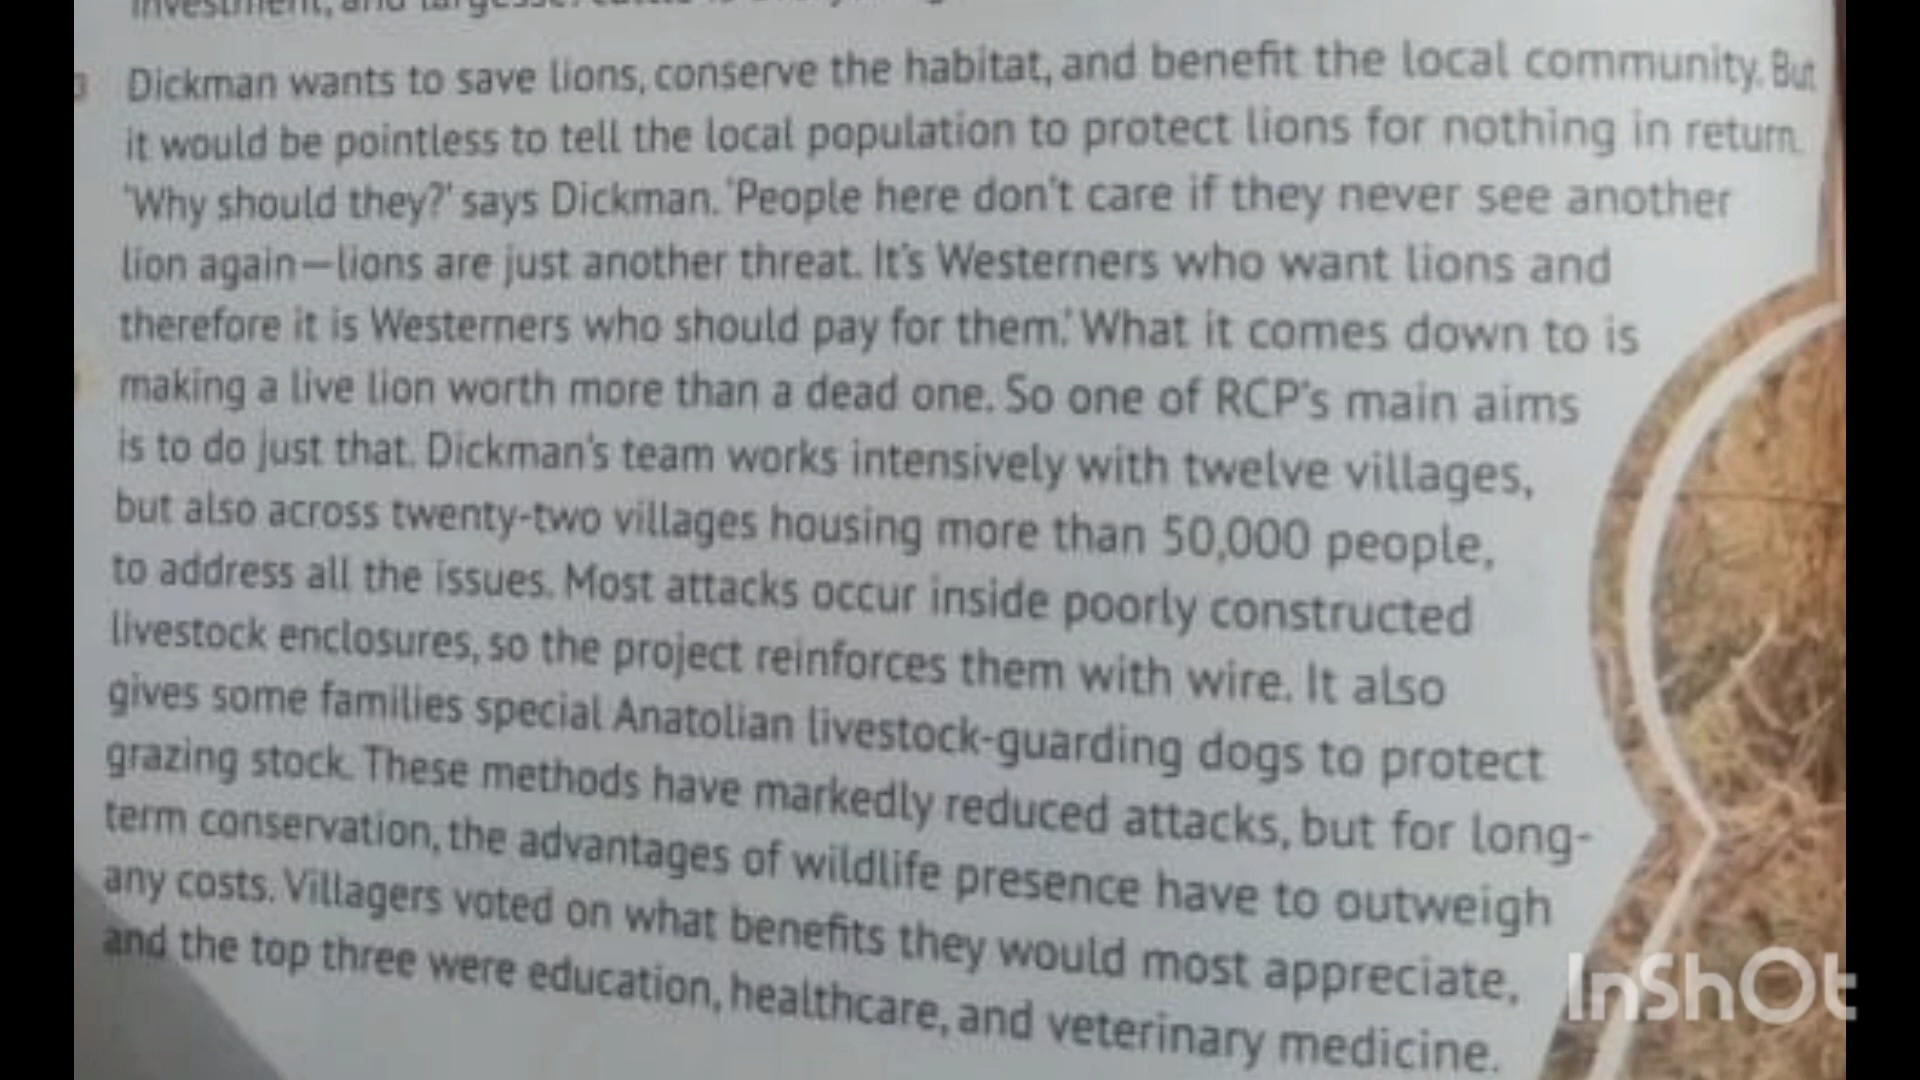 investment, and largesse.
Dickman wants to save lions, conserve the habitat, and benefit the local community. But
it would be pointless to tell the local population to protect lions for nothing in return.
'Why should they?' says Dickman. 'People here don't care if they never see another
lion again—lions are just another threat. It's Westerners who want lions and
therefore it is Westerners who should pay for them.' What it comes down to is
making a live lion worth more than a dead one. So one of RCP's main aims
is to do just that. Dickman's team works intensively with twelve villages,
but also across twenty-two villages housing more than 50,000 people,
to address all the issues. Most attacks occur inside poorly constructed
livestock enclosures, so the project reinforces them with wire. It also
gives some families special Anatolian livestock-guarding dogs to protect
grazing stock. These methods have markedly reduced attacks, but for long-
term conservation, the advantages of wildlife presence have to outweigh
any costs. Villagers voted on what benefits they would most appreciate,
and the top three were education, healthcare, and veterinary medicine.
InShOt